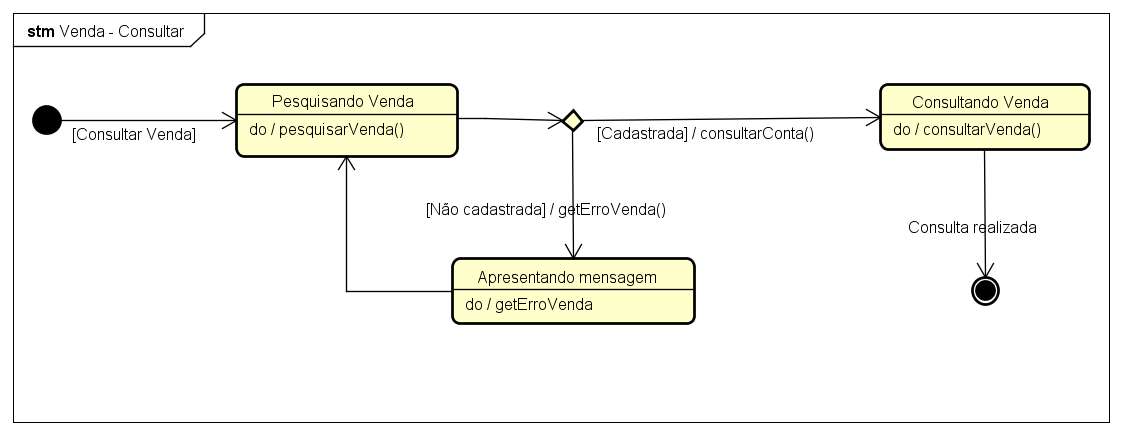 stm Venda - Consultar
Pesquisando Venda
do / pesquisarVenda()
[Consultar Venda]
Consultando Venda
do / consultarVenda()
[Cadastrada] / consultarConta()
[Não cadastrada] / getErroVenda()
Consulta realizada
Apresentando mensagem
do / getErroVenda